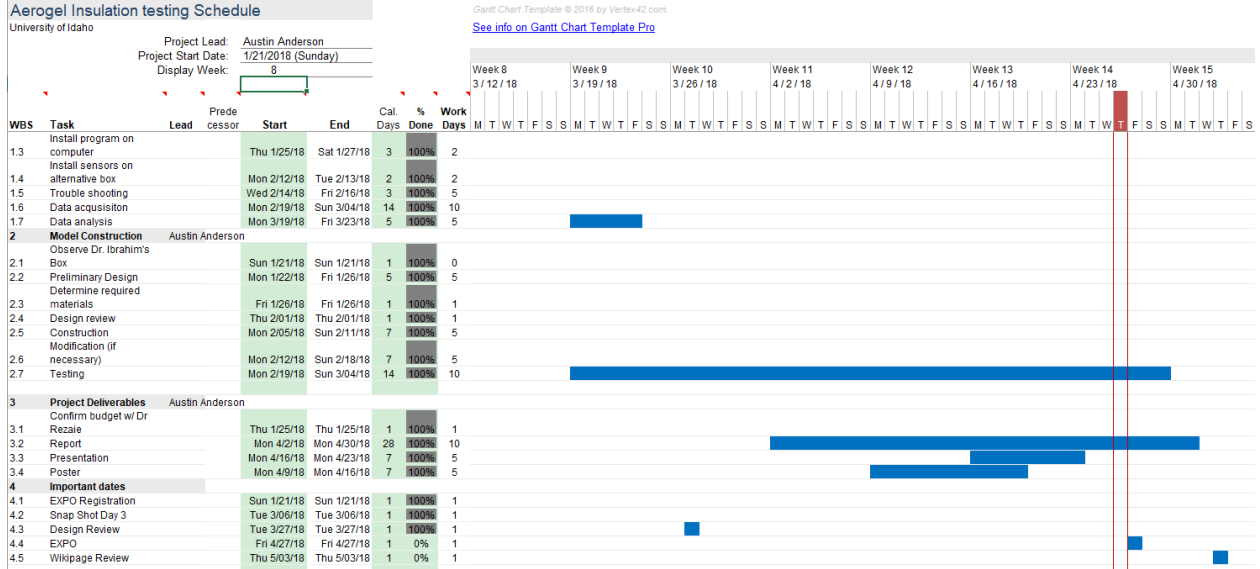 Aerogel Insulation testing Schedule
Gantt Chart Template © 2016 by Vertex42.com.
University of Idaho
See info on Gantt Chart Template Pro
Project Lead: Austin Anderson
Project Start Date: 1/21/2018 (Sunday)
Display Week: 8
Week 8 Week 9 Week 10 Week 11 Week 12 Week 13 Week 14 Week 15
3 / 12 / 18 3 / 19 / 18 3 / 26 / 18 4 / 2 / 18 4 / 9 / 18 4 / 16 / 18 4 / 23 / 18 4 / 30 / 18
Prede Cal. % Work
WBS Task Lead cessor Start End Days Done Days M T W T F S S M T W T F S S M T W T F S S M T W T F S S M T W T F S S M T W T F S S M T W T F S S M T W T F S
Install program on
1.3 computer Thu 1/25/18 Sat 1/27/18 3 100% 2
Install sensors on
1.4 alternative box Mon 2/12/18 Tue 2/13/18 2 100% 2
1.5 Trouble shooting Wed 2/14/18 Fri 2/16/18 3 100% 5
1.6 Data acqusisiton Mon 2/19/18 Sun 3/04/18 14 100% 10
1.7 Data analysis Mon 3/19/18 Fri 3/23/18 5 100% 5
2 Model Construction Austin Anderson
Observe Dr. Ibrahim's
2.1 Box Sun 1/21/18 Sun 1/21/18 1 100% 0
2.2 Preliminary Design Mon 1/22/18 Fri 1/26/18 5 100% 5
Determine required
2.3 materials Fri 1/26/18 Fri 1/26/18 1 100% 1
2.4 Design review Thu 2/01/18 Thu 2/01/18 1 100% 1
2.5 Construction Mon 2/05/18 Sun 2/11/18 7 100% 5
Modification (if
2.6 necessary) Mon 2/12/18 Sun 2/18/18 7 100% 5
2.7 Testing Mon 2/19/18 Sun 3/04/18 14 100% 10
3 Project Deliverables Austin Anderson
Confirm budget w/ Dr
3.1 Rezaie Thu 1/25/18 Thu 1/25/18 1 100% 1
3.2 Report Mon 4/2/18 Mon 4/30/18 28 100% 10
3.3 Presentation Mon 4/16/18 Mon 4/23/18 7 100% 5
3.4 Poster Mon 4/9/18 Mon 4/16/18 7 100% 5
4 Important dates
4.1 EXPO Registration Sun 1/21/18 Sun 1/21/18 1 100% 1
4.2 Snap Shot Day 3 Tue 3/06/18 Tue 3/06/18 1 100% 1
4.3 Design Review Tue 3/27/18 Tue 3/27/18 1 100% 1
4.4 EXPO Fri 4/27/18 Fri 4/27/18 1 0% 1
4.5 Wikipage Review Thu 5/03/18 Thu 5/03/18 1 0% 1